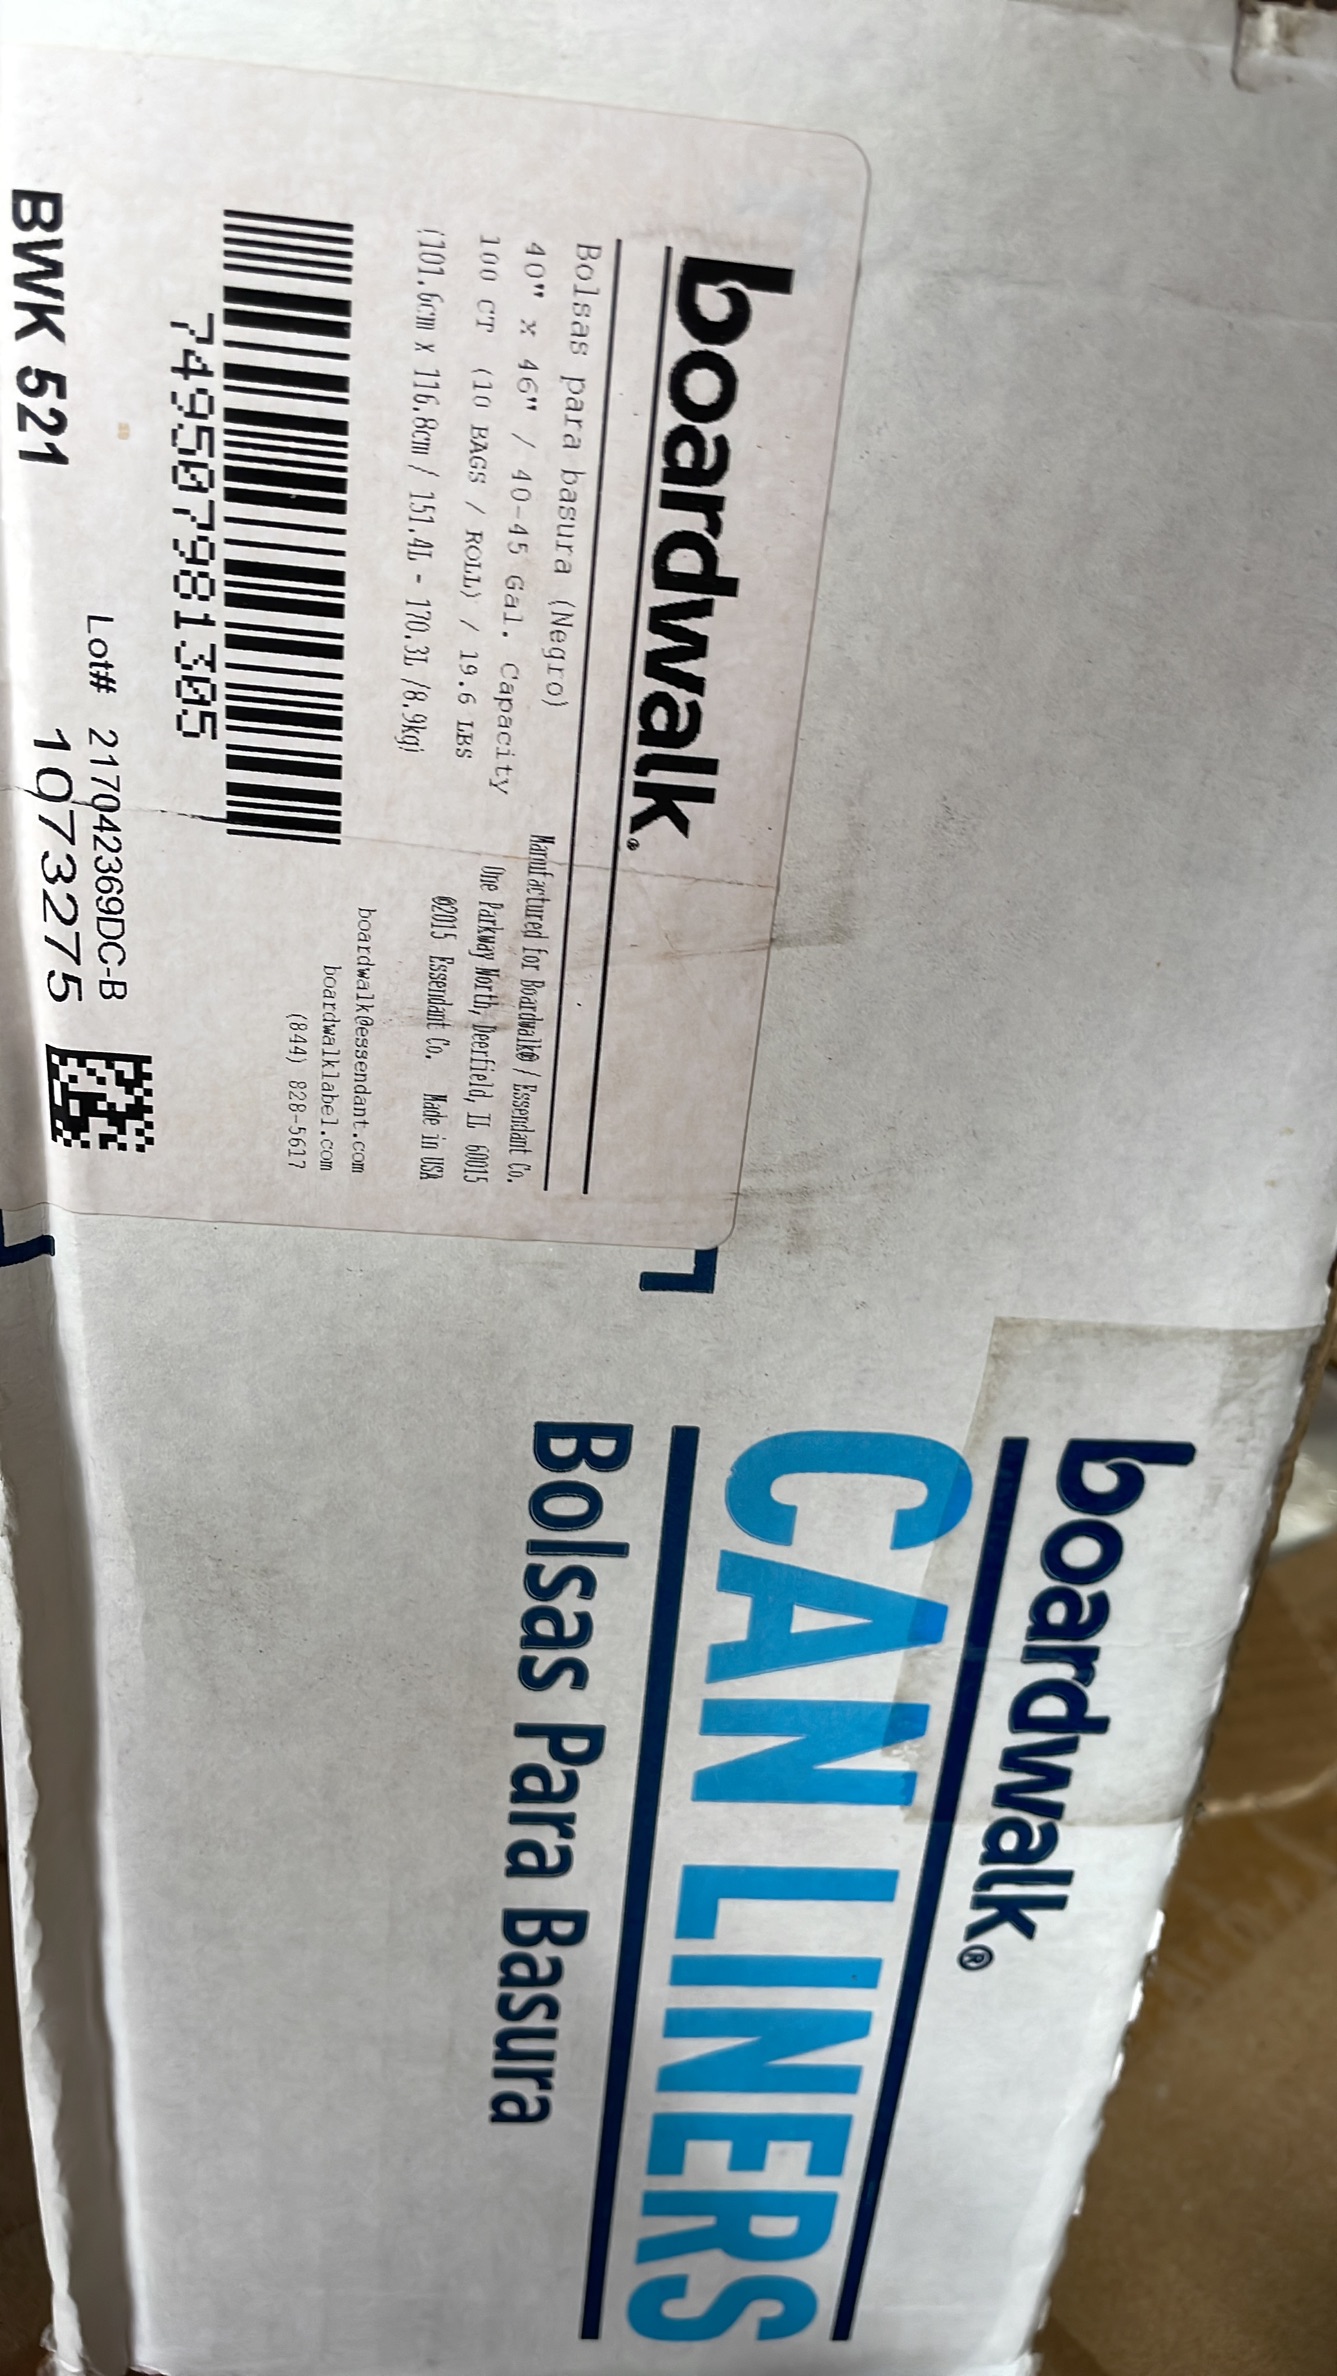 boardwalk®
Bolsas para basura (Negro)
40" x 46" / 40-45 Gal. Capacity
100 CT (10 BAGS / ROLL) / 19.6 LBS
(101.6cm x 116.8cm / 151.4L - 170.3L /8.9kg)
Manufactured for Boardwalk® / Essendant Co.
One Parkway North, Deerfield, IL 60015
©2015 Essendant Co. Made in USA
boardwalk@essendant.com
boardwalklabel.com
(844) 828-5617
749507981305
Lot# 217042369DC-B
BWK 521
1073275
boardwalk®
CAN LINERS
Bolsas Para Basura